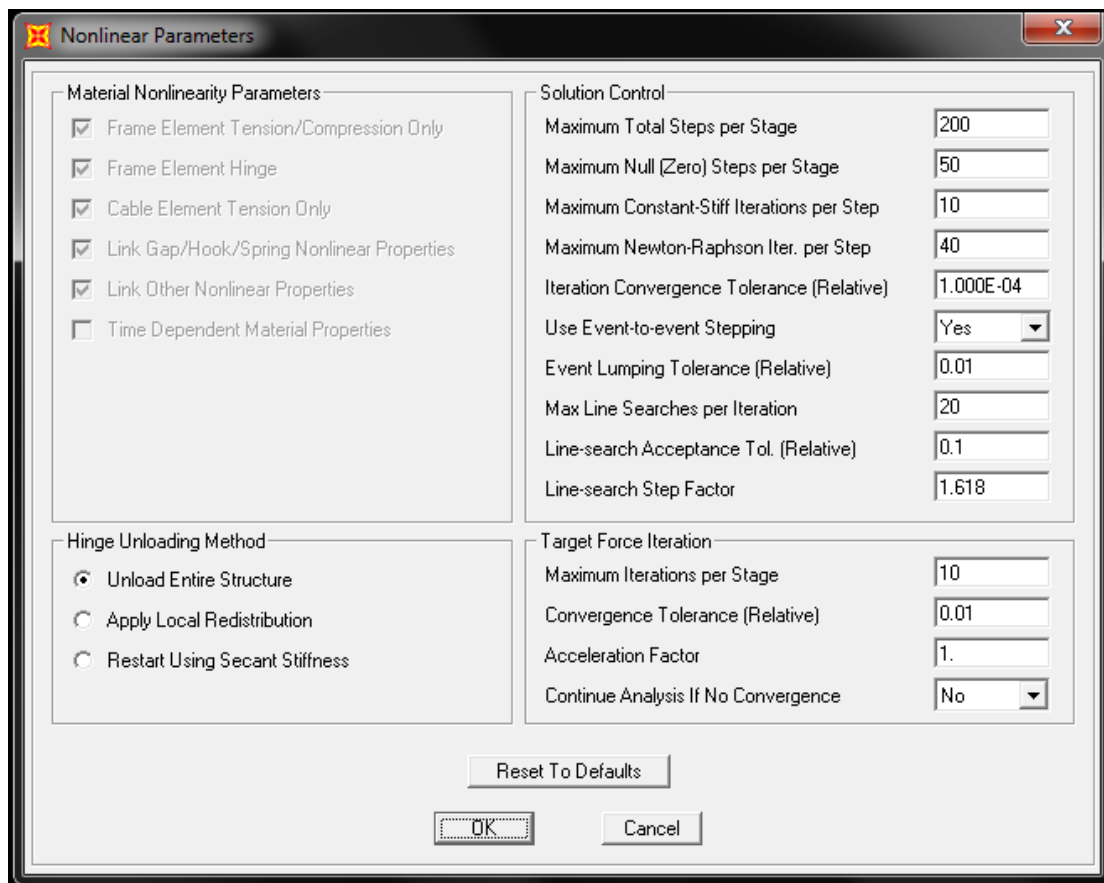 Nonlinear Parameters
Material Nonlinearity Parameters
Frame Element Tension/Compression Only
Frame Element Hinge
Cable Element Tension Only
Link Gap/Hook/Spring Nonlinear Properties
Link Other Nonlinear Properties
Time Dependent Material Properties
Solution Control
Maximum Total Steps per Stage 200
Maximum Null (Zero) Steps per Stage 50
Maximum Constant-Stiff Iterations per Step 10
Maximum Newton-Raphson Iter. per Step 40
Iteration Convergence Tolerance (Relative) 1.000E-04
Use Event-to-event Stepping Yes
Event Lumping Tolerance (Relative) 0.01
Max Line Searches per Iteration 20
Line-search Acceptance Tol. (Relative) 0.1
Line-search Step Factor 1.618
Hinge Unloading Method
Unload Entire Structure
Apply Local Redistribution
Restart Using Secant Stiffness
Target Force Iteration
Maximum Iterations per Stage 10
Convergence Tolerance (Relative) 0.01
Acceleration Factor 1.
Continue Analysis If No Convergence No
Reset To Defaults
OK Cancel